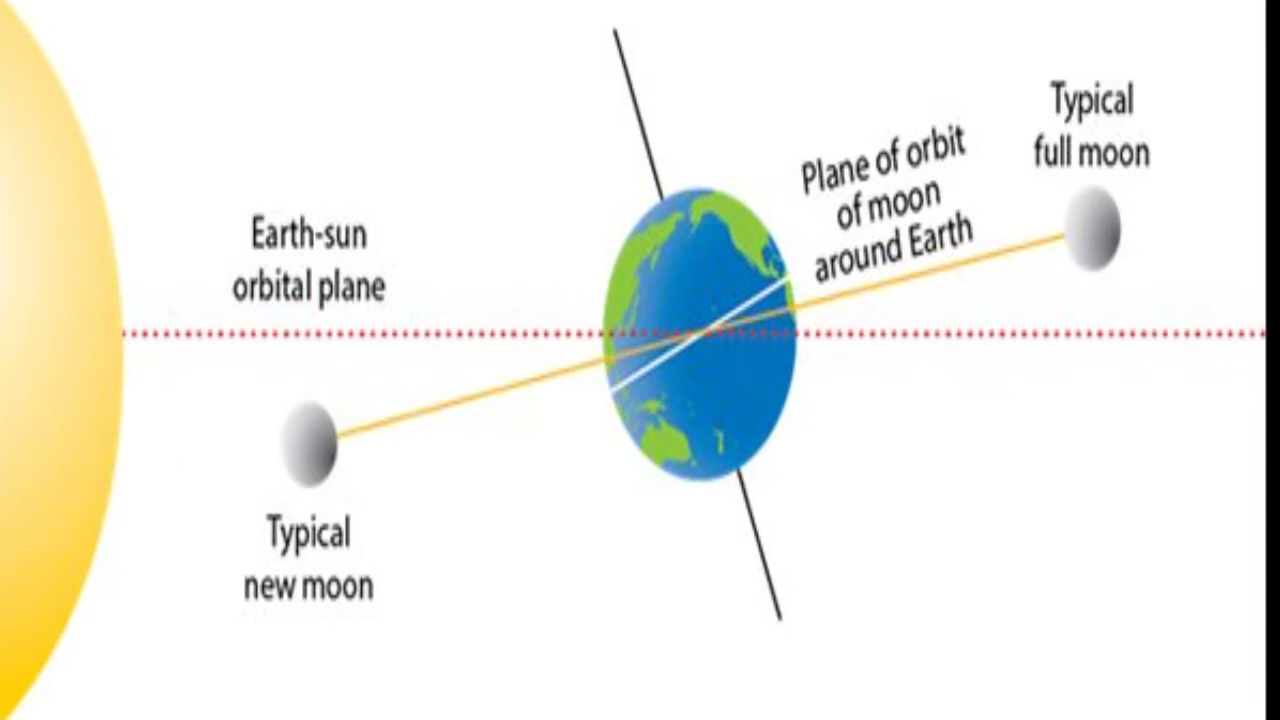 Earth-sun
orbital plane
Typical
new moon
Plane of orbit
of moon
around Earth
Typical
full moon